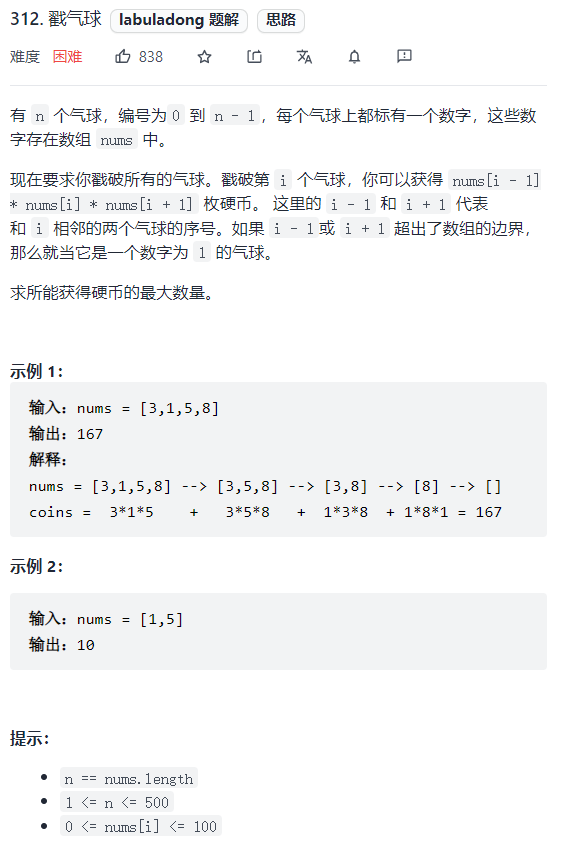 312. 戳气球 labuladong 题解 思路
难度 困难 838
有 n 个气球，编号为0 到 n - 1，每个气球上都标有一个数字，这些数
字存在数组 nums 中。
现在要求你戳破所有的气球。戳破第 i 个气球，你可以获得 nums[i - 1]
* nums[i] * nums[i + 1] 枚硬币。 这里的 i - 1 和 i + 1 代表
和 i 相邻的两个气球的序号。如果 i - 1或 i + 1 超出了数组的边界，
那么就当它是一个数字为 1 的气球。
求所能获得硬币的最大数量。
示例 1：
输入：nums = [3,1,5,8]
输出：167
解释：
nums = [3,1,5,8] --> [3,5,8] --> [3,8] --> [8] --> []
coins = 3*1*5 + 3*5*8 + 1*3*8 + 1*8*1 = 167
示例 2：
输入：nums = [1,5]
输出：10
提示：
• n == nums.length
• 1 <= n <= 500
• 0 <= nums[i] <= 100